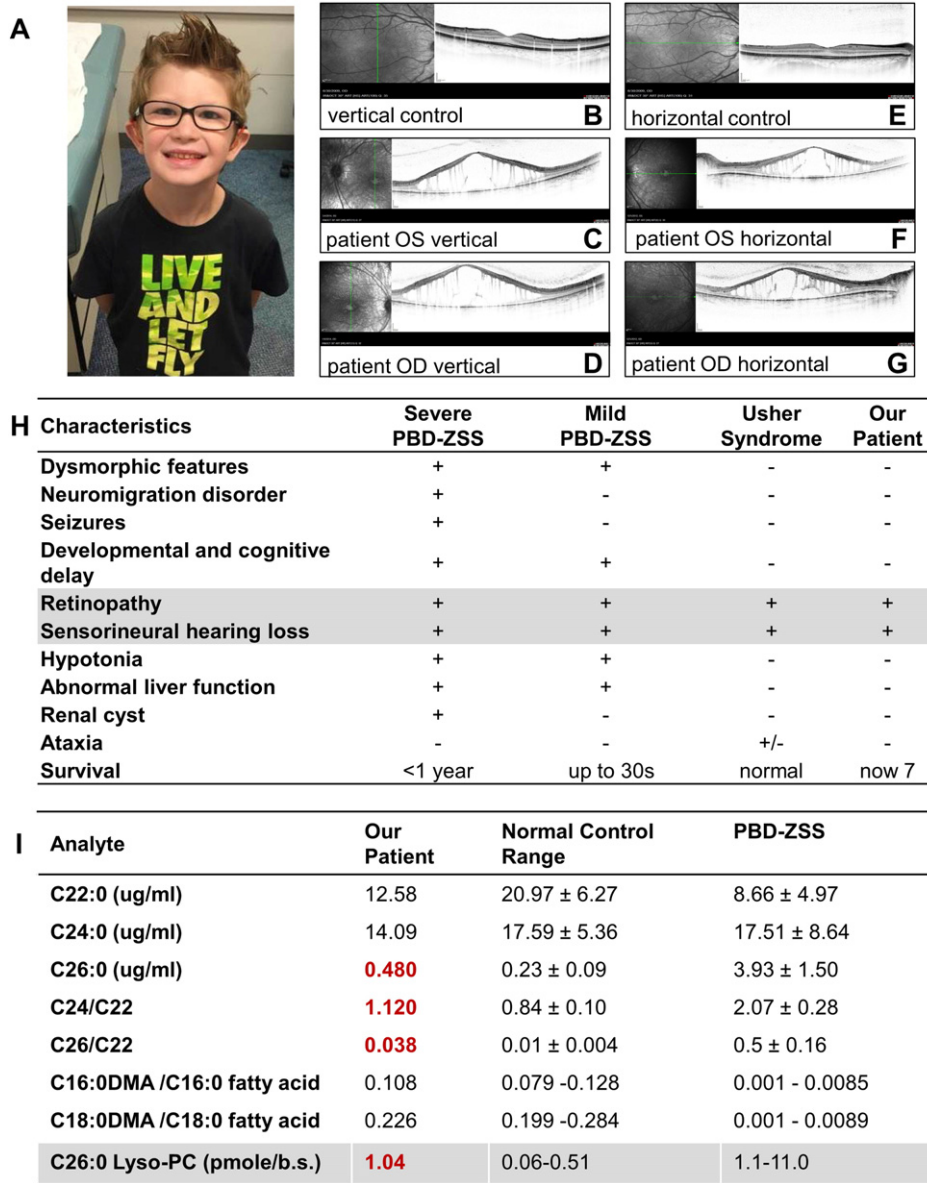 A
LIVE
AND
LET
FLY
vertical control B
horizontal control E
patient OS vertical C
patient OS horizontal F
patient OD vertical D
patient OD horizontal G
H Characteristics Severe PBD-ZSS Mild PBD-ZSS Usher Syndrome Our Patient
Dysmorphic features + + - -
Neuromigration disorder + - - -
Seizures + - - -
Developmental and cognitive delay + + - -
Retinopathy + + + +
Sensorineural hearing loss + + + +
Hypotonia + + - -
Abnormal liver function + + - -
Renal cyst + - - -
Ataxia - - +/- -
Survival <1 year up to 30s normal now 7
I Analyte Our Patient Normal Control Range PBD-ZSS
C22:0 (ug/ml) 12.58 20.97 ± 6.27 8.66 ± 4.97
C24:0 (ug/ml) 14.09 17.59 ± 5.36 17.51 ± 8.64
C26:0 (ug/ml) 0.480 0.23 ± 0.09 3.93 ± 1.50
C24/C22 1.120 0.84 ± 0.10 2.07 ± 0.28
C26/C22 0.038 0.01 ± 0.004 0.5 ± 0.16
C16:0DMA /C16:0 fatty acid 0.108 0.079 -0.128 0.001 - 0.0085
C18:0DMA /C18:0 fatty acid 0.226 0.199 -0.284 0.001 - 0.0089
C26:0 Lyso-PC (pmole/b.s.) 1.04 0.06-0.51 1.1-11.0